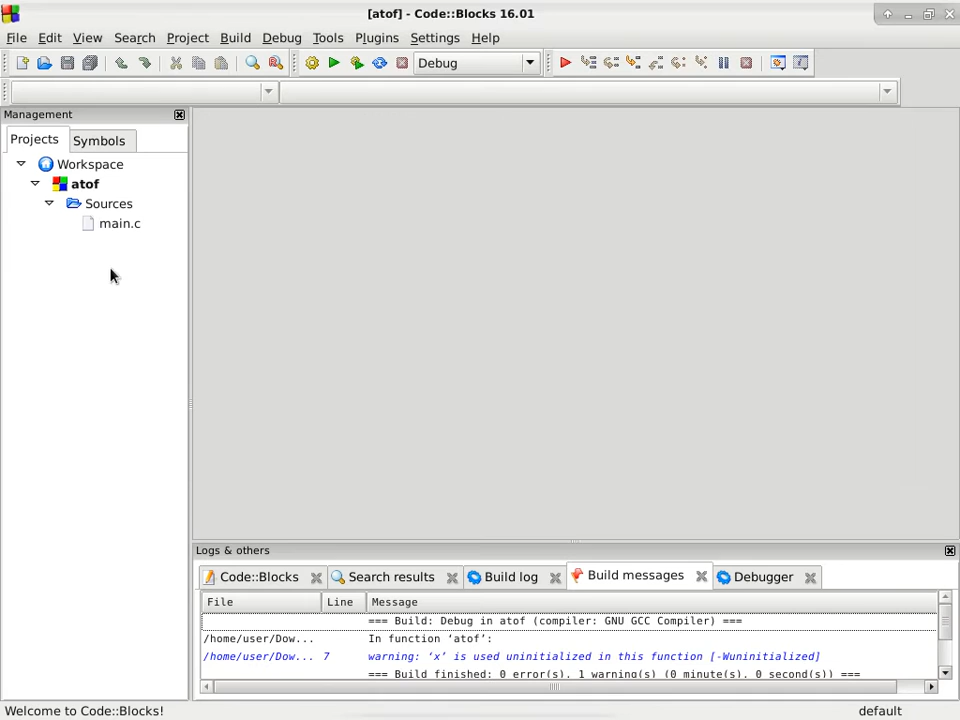 [atof] - Code::Blocks 16.01
File Edit View Search Project Build Debug Tools Plugins Settings Help
Debug
Management
Projects Symbols
Workspace
atof
Sources
main.c
Logs & others
Code::Blocks Search results Build log Build messages Debugger
File Line Message
=== Build: Debug in atof (compiler: GNU GCC Compiler) ===
/home/user/Dow... In function ‘atof’:
/home/user/Dow... 7 warning: ‘x’ is used uninitialized in this function [-Wuninitialized]
=== Build finished: 0 error(s), 1 warning(s) (0 minute(s), 0 second(s)) ===
Welcome to Code::Blocks! default